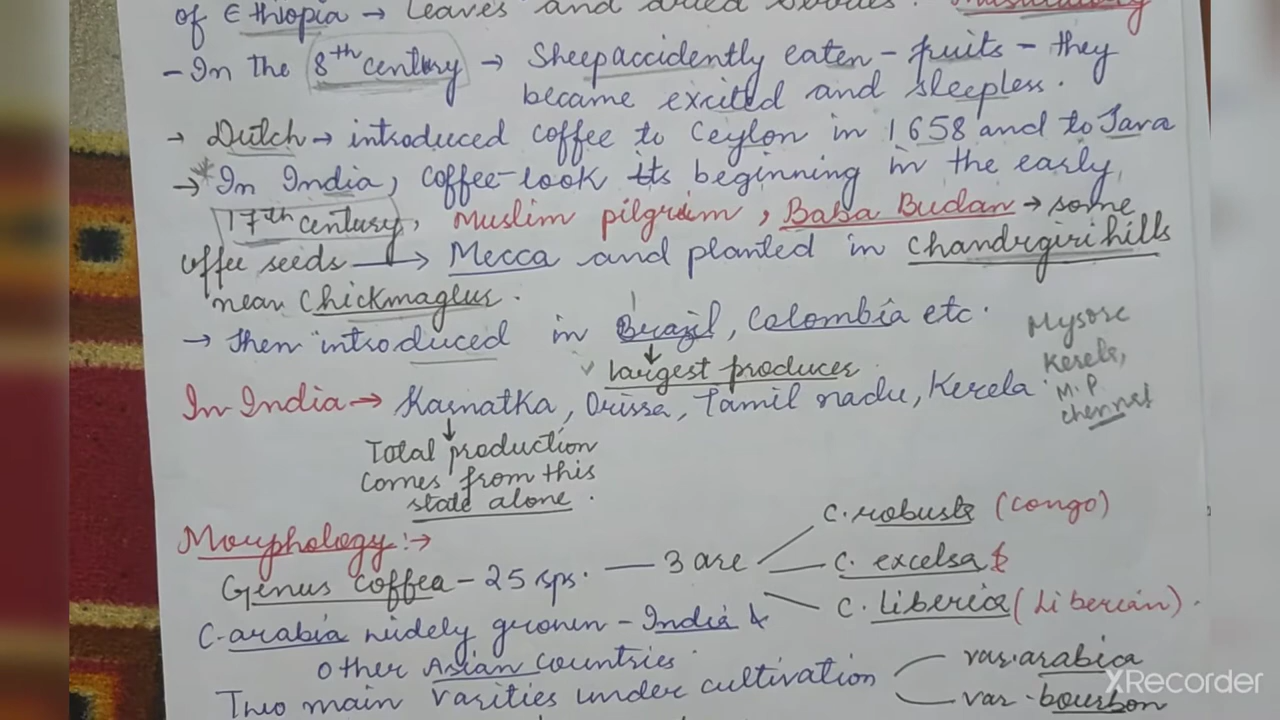 of Ethiopia → Leaves and dried
- In the 8th century → Sheep accidently eaten - fruits - they
became excited and sleepless.
→ Dutch → introduced coffee to Ceylon in 1658 and to Java
→ * In India, coffee-look its beginning in the early
17th century, Muslim pilgrim, Baba Budan → some
coffee seeds → Mecca and planted in Chandrgiri hills
near Chickmaglur.
→ then introduced in Brazil, Colombia etc.
↓ largest producer
Mysore
Kerela,
M.P
chennai
In India → Karnatka, Orissa, Tamil nadu, Kerela
↓
Total production
comes from this
state alone.
Morphology :→
Genus coffea - 25 sps. — 3 are
c. robusta (congo)
c. excelsa
c. Liberia (Liberian).
C-arabia widely grown - India &
other Asian countries.
Two main varities under cultivation
var. arabica
var - bourbon
XRecorder